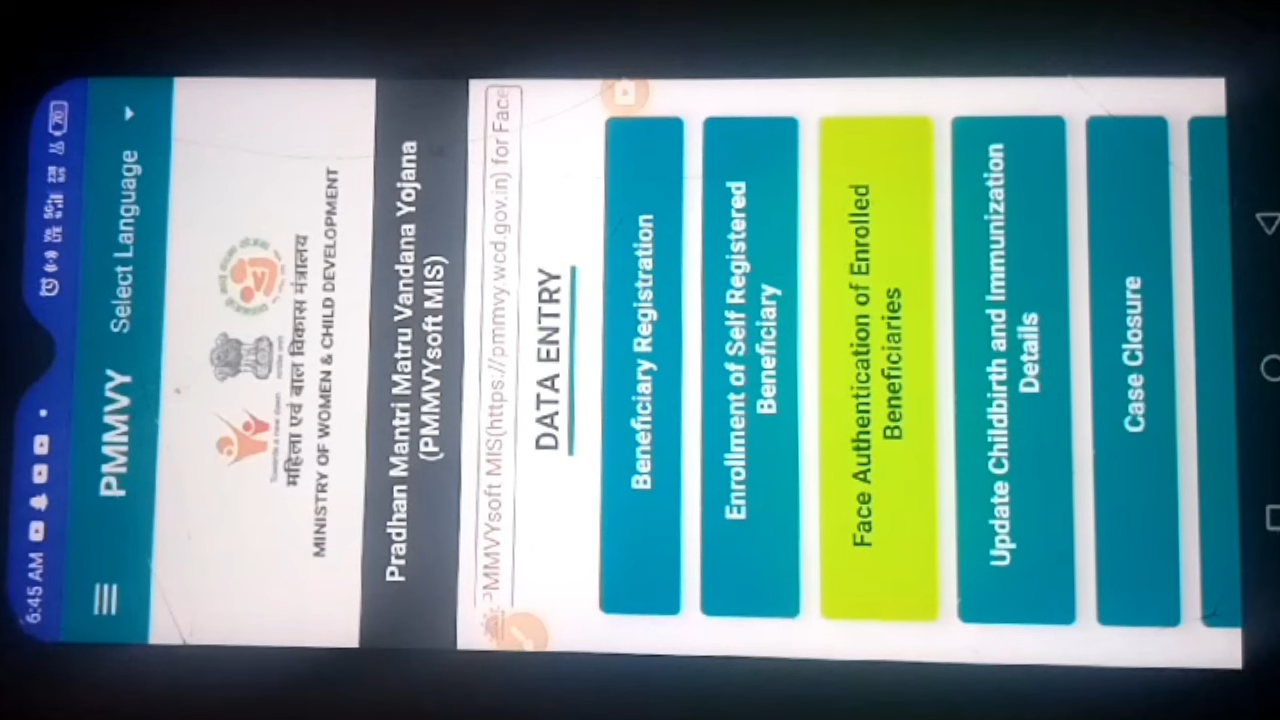 6:45 AM
70
PMMVY
Select Language
महिला एवं बाल विकास मंत्रालय
MINISTRY OF WOMEN & CHILD DEVELOPMENT
Pradhan Mantri Matru Vandana Yojana
(PMMVYsoft MIS)
PMMVYsoft MIS(https://pmmvy.wcd.gov.in) for Face
DATA ENTRY
Beneficiary Registration
Enrollment of Self Registered
Beneficiary
Face Authentication of Enrolled
Beneficiaries
Update Childbirth and Immunization
Details
Case Closure